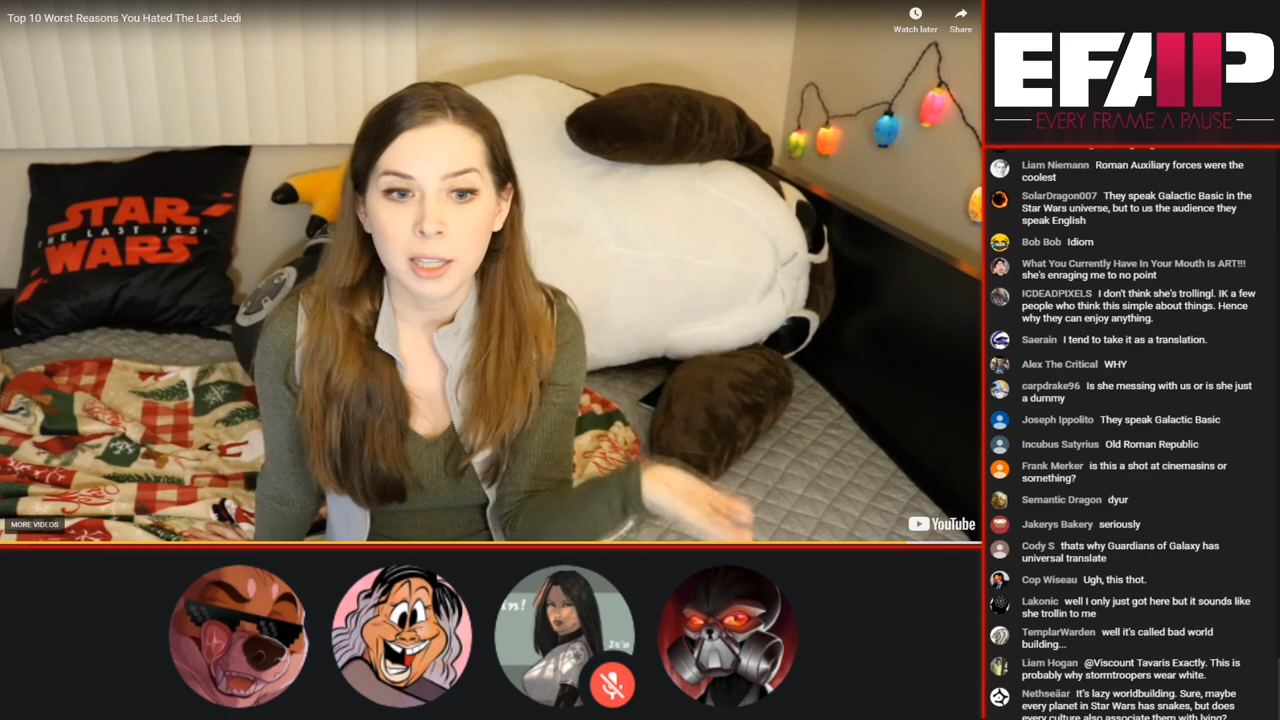 Top 10 Worst Reasons You Hated The Last Jedi
Watch later
Share
STAR
THE LAST JEDI
WARS
MORE VIDEOS
YouTube
in!
It's
EFAP
EVERY FRAME A PAUSE
Liam Niemann Roman Auxiliary forces were the
coolest
SolarDragon007 They speak Galactic Basic in the
Star Wars universe, but to us the audience they
speak English
Bob Bob Idiom
What You Currently Have In Your Mouth Is ART!!!
she's enraging me to no point
ICDEADPIXELS I don't think she's trollingl. IK a few
people who think this simple about things. Hence
why they can enjoy anything.
Saerain I tend to take it as a translation.
Alex The Critical WHY
carpdrake96 Is she messing with us or is she just
a dummy
Joseph Ippolito They speak Galactic Basic
Incubus Satyrius Old Roman Republic
Frank Merker is this a shot at cinemasins or
something?
Semantic Dragon dyur
Jakerys Bakery seriously
Cody S thats why Guardians of Galaxy has
universal translate
Cop Wiseau Ugh, this thot.
Lakonic well I only just got here but it sounds like
she trollin to me
TemplarWarden well it's called bad world
building...
Liam Hogan @Viscount Tavaris Exactly. This is
probably why stormtroopers wear white.
Nethseäar It's lazy worldbuilding. Sure, maybe
every planet in Star Wars has snakes, but does
every culture also associate them with lying?